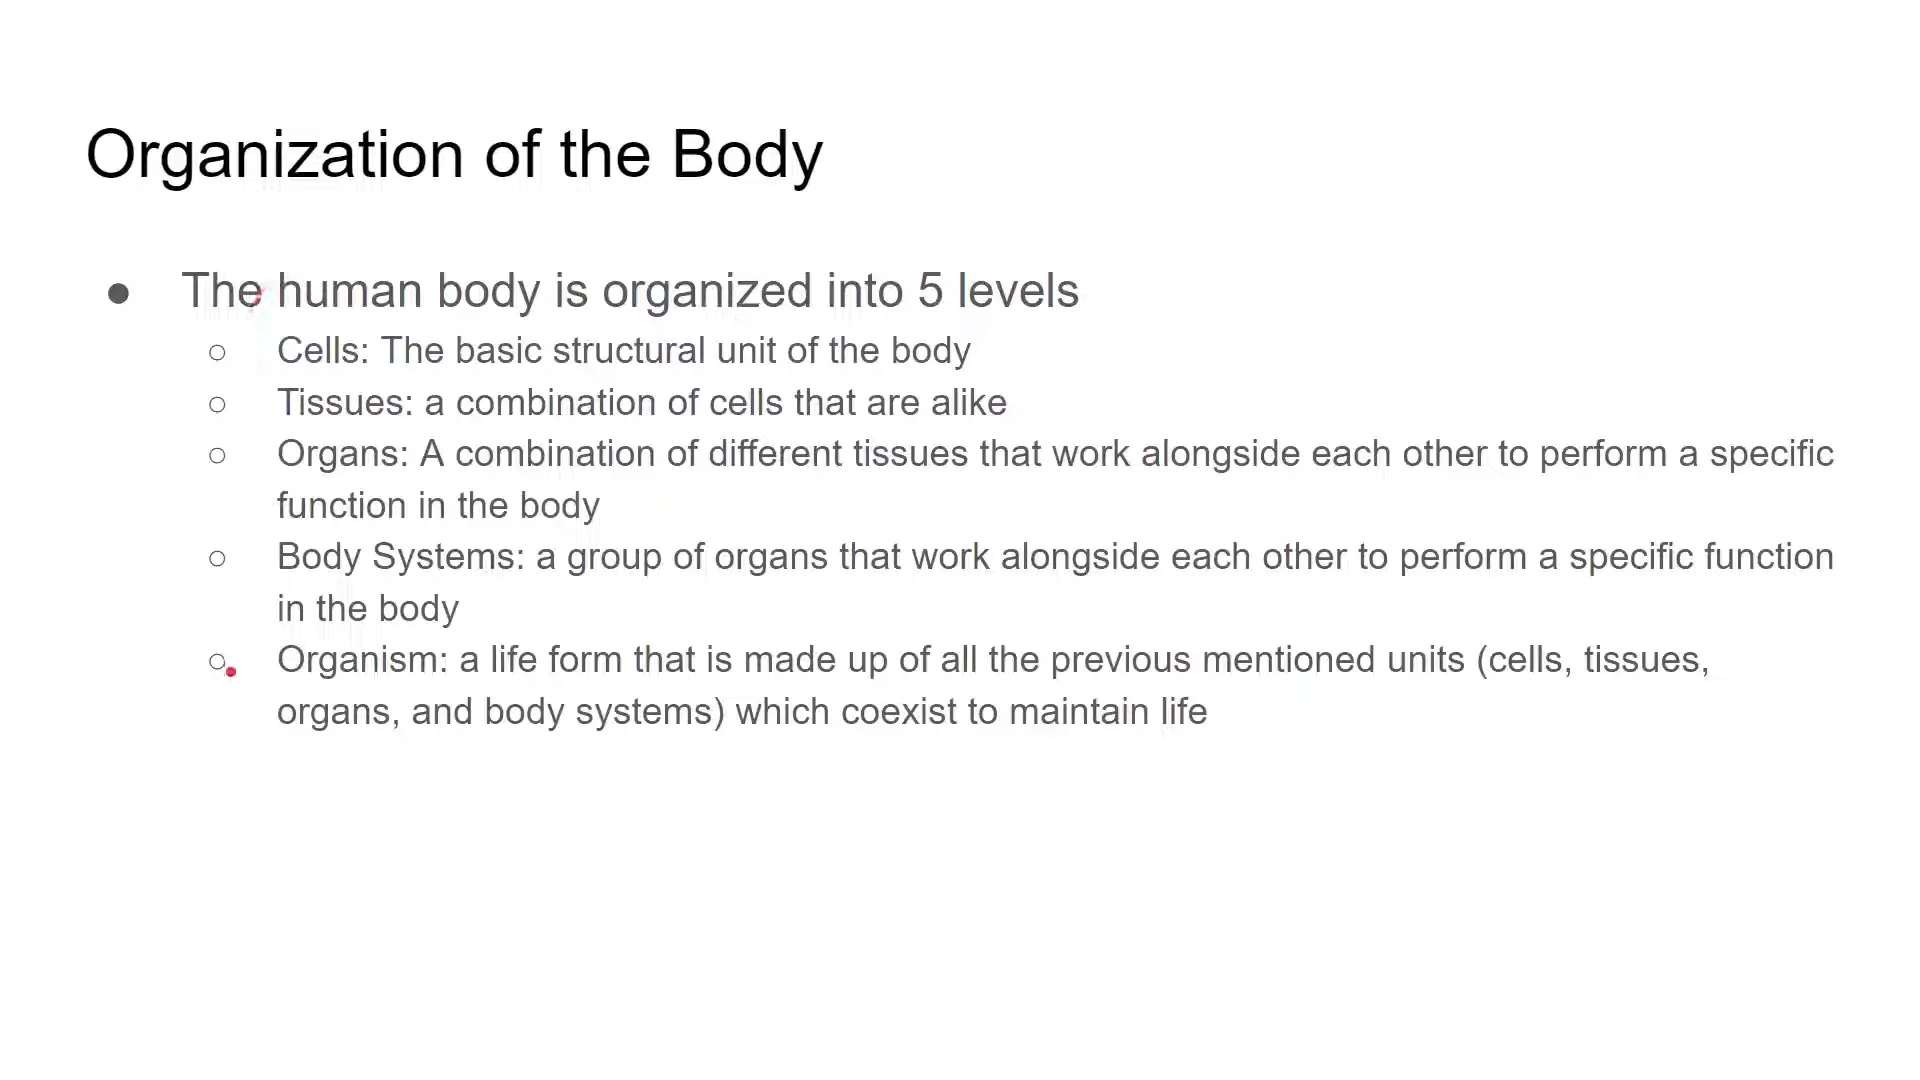 Organization of the Body
● The human body is organized into 5 levels
○ Cells: The basic structural unit of the body
○ Tissues: a combination of cells that are alike
○ Organs: A combination of different tissues that work alongside each other to perform a specific
function in the body
○ Body Systems: a group of organs that work alongside each other to perform a specific function
in the body
○ Organism: a life form that is made up of all the previous mentioned units (cells, tissues,
organs, and body systems) which coexist to maintain life